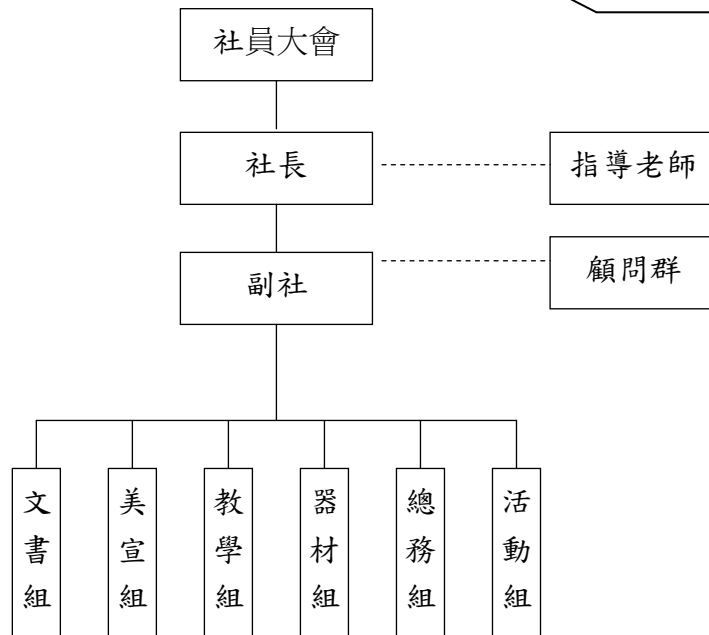 社員大會
社長
指導老師
副社
顧問群
文書組
美宣組
教學組
器材組
總務組
活動組